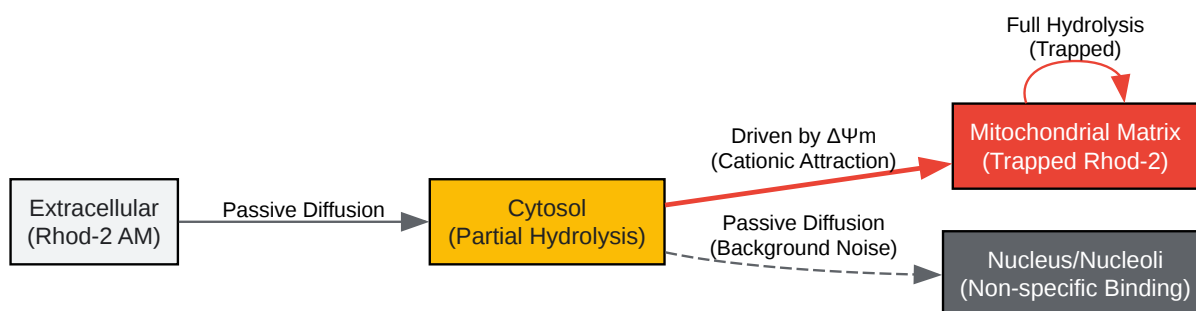 Extracellular
(Rhod-2 AM)
Passive Diffusion
Cytosol
(Partial Hydrolysis)
Driven by ΔΨm
(Cationic Attraction)
Passive Diffusion
(Background Noise)
Full Hydrolysis
(Trapped)
Mitochondrial Matrix
(Trapped Rhod-2)
Nucleus/Nucleoli
(Non-specific Binding)